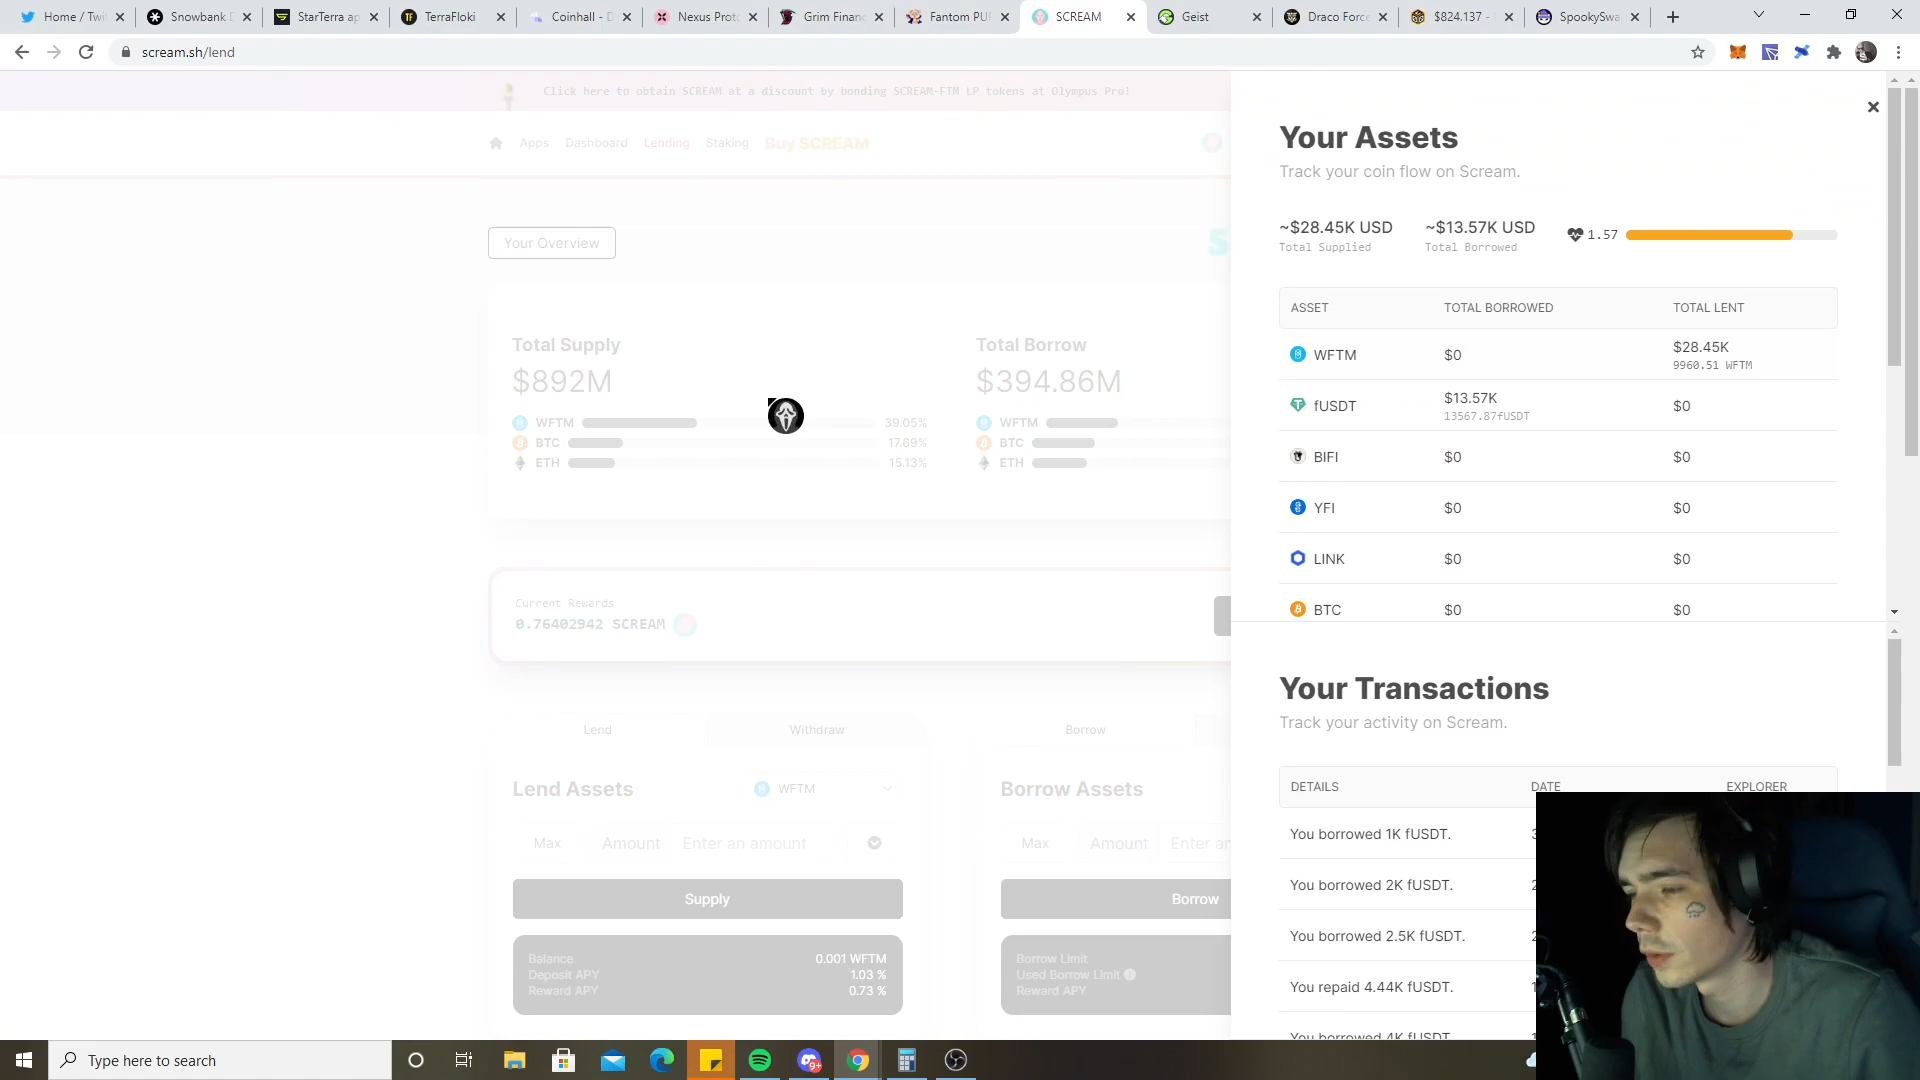 Home / Twi
Snowbank D
StarTerra ap
TerraFloki
Coinhall - D
Nexus Prot
Grim Financ
Fantom PU
SCREAM
Geist
Draco Forc
$824.137 -
SpookySwa
scream.sh/lend
Click here to obtain SCREAM at a discount by bonding SCREAM-FTM LP tokens at Olympus Pro!
Apps Dashboard Lending Staking Buy SCREAM
Your Overview
S
Total Supply
$892M
WFTM 39.05%
BTC 17.69%
ETH 15.13%
Total Borrow
$394.86M
WFTM
BTC
ETH
Current Rewards
0.76402942 SCREAM
Lend Withdraw
Lend Assets WFTM
Max Amount Enter an amount
Supply
Balance 0.001 WFTM
Deposit APY 1.03 %
Reward APY 0.73 %
Borrow
Borrow Assets
Max Amount Enter ar
Borrow
Borrow Limit
Used Borrow Limit
Reward APY
Your Assets
Track your coin flow on Scream.
~$28.45K USD ~$13.57K USD 1.57
Total Supplied Total Borrowed
ASSET TOTAL BORROWED TOTAL LENT
WFTM $0 $28.45K
9960.51 WFTM
fUSDT $13.57K $0
13567.87fUSDT
BIFI $0 $0
YFI $0 $0
LINK $0 $0
BTC $0 $0
Your Transactions
Track your activity on Scream.
DETAILS DATE EXPLORER
You borrowed 1K fUSDT.
You borrowed 2K fUSDT.
You borrowed 2.5K fUSDT.
You repaid 4.44K fUSDT.
You borrowed 4K fUSDT.
Type here to search
9+